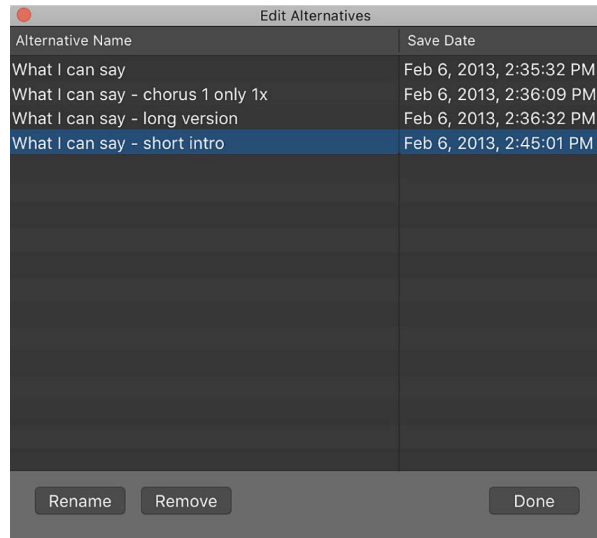 Edit Alternatives
Alternative Name Save Date
What I can say Feb 6, 2013, 2:35:32 PM
What I can say - chorus 1 only 1x Feb 6, 2013, 2:36:09 PM
What I can say - long version Feb 6, 2013, 2:36:32 PM
What I can say - short intro Feb 6, 2013, 2:45:01 PM
Rename Remove Done